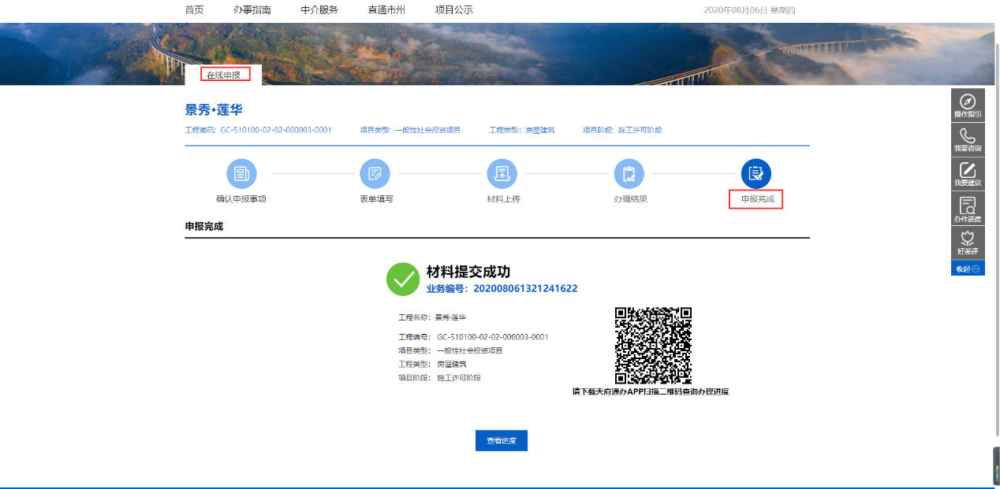 首页 办事指南 中介服务 直通市州 项目公示 2020年08月06日 星期四
在线申报
景秀•莲华
工程编码: GC-510100-02-02-000003-0001 项目类型: 一般性社会投资项目 工程类型: 房屋建筑 项目阶段: 施工许可阶段
确认申报事项 表单填写 材料上传 办理结果 申报完成
申报完成
材料提交成功
业务编号: 202008061321241622
工程名称: 景秀·莲华
工程编号: GC-510100-02-02-000003-0001
项目类型: 一般性社会投资项目
工程类型: 房屋建筑
项目阶段: 施工许可阶段
请下载天府通办APP扫描二维码查询办理进度
查看进度
操作指引
我要咨询
我要建议
办件进度
好差评
收起